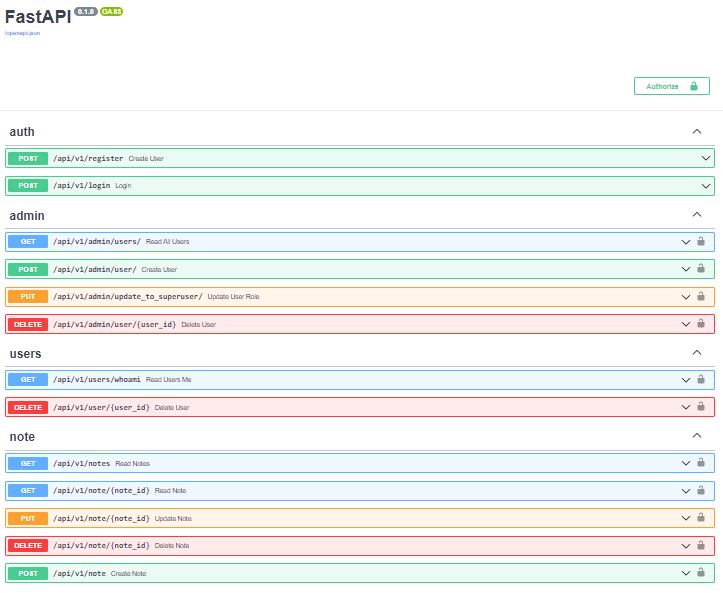 FastAPI 0.1.0 OAS3
/openapi.json
Authorize
auth
POST /api/v1/register Create User
POST /api/v1/login Login
admin
GET /api/v1/admin/users/ Read All Users
POST /api/v1/admin/user/ Create User
PUT /api/v1/admin/update_to_superuser/ Update User Role
DELETE /api/v1/admin/user/{user_id} Delete User
users
GET /api/v1/users/whoami Read Users Me
DELETE /api/v1/user/{user_id} Delete User
note
GET /api/v1/notes Read Notes
GET /api/v1/note/{note_id} Read Note
PUT /api/v1/note/{note_id} Update Note
DELETE /api/v1/note/{note_id} Delete Note
POST /api/v1/note Create Note